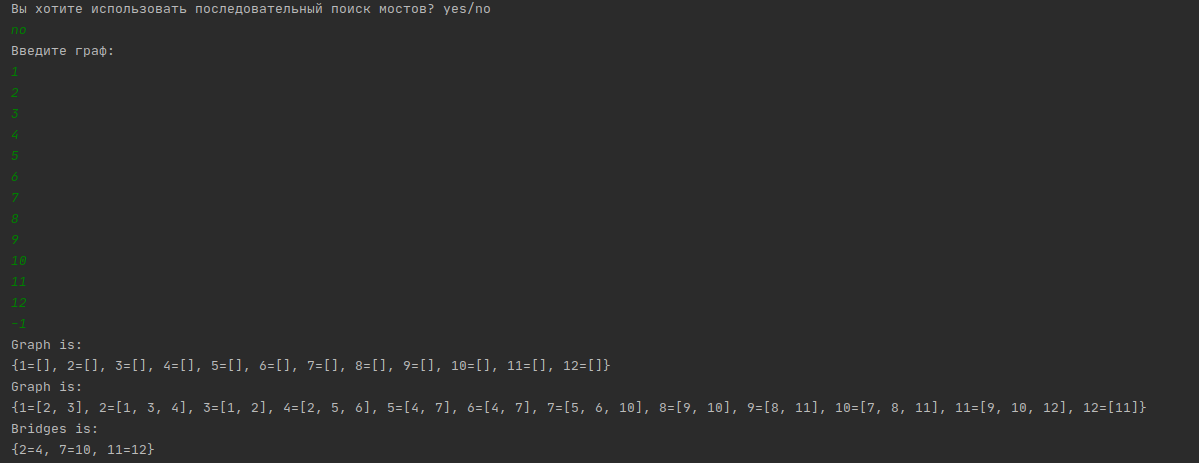 Вы хотите использовать последовательный поиск мостов? yes/no
no
Введите граф:
1
2
3
4
5
6
7
8
9
10
11
12
-1
Graph is:
{1=[], 2=[], 3=[], 4=[], 5=[], 6=[], 7=[], 8=[], 9=[], 10=[], 11=[], 12=[]}
Graph is:
{1=[2, 3], 2=[1, 3, 4], 3=[1, 2], 4=[2, 5, 6], 5=[4, 7], 6=[4, 7], 7=[5, 6, 10], 8=[9, 10], 9=[8, 11], 10=[7, 8, 11], 11=[9, 10, 12], 12=[11]}
Bridges is:
{2=4, 7=10, 11=12}